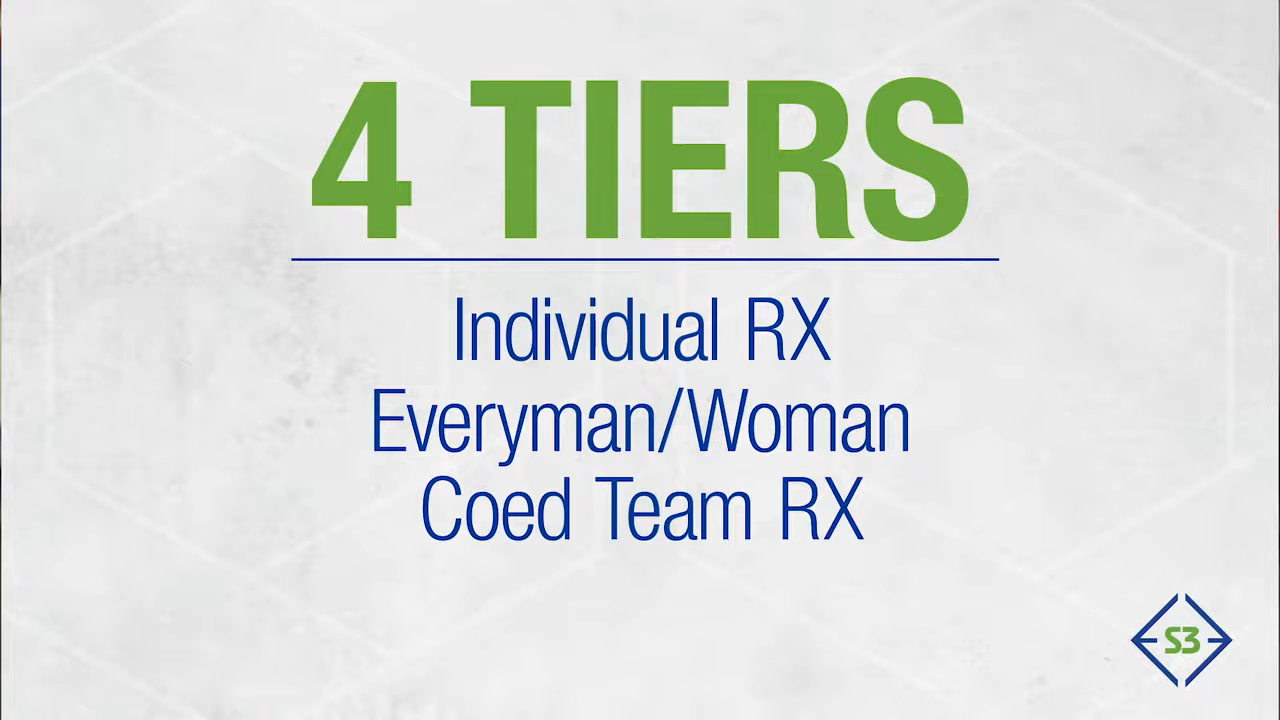 4 TIERS
Individual RX
Everyman/Woman
Coed Team RX
S3